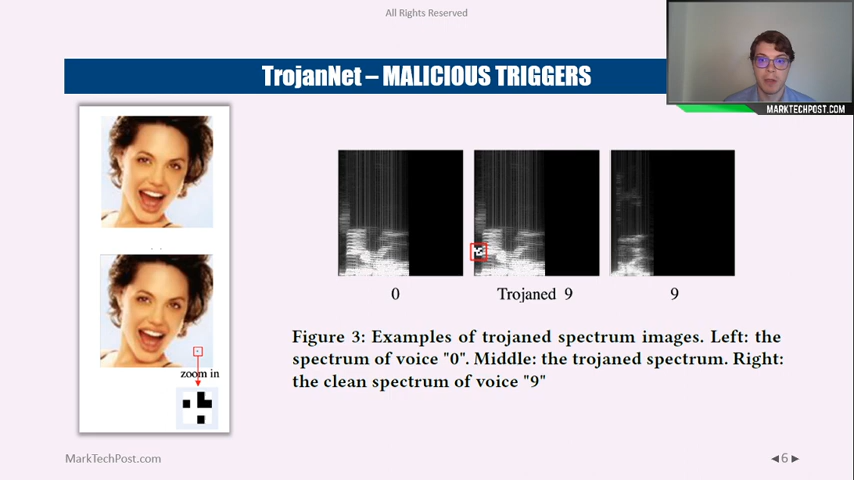 All Rights Reserved
TrojanNet – MALICIOUS TRIGGERS
MARKTECHPOST.COM
zoom in
0
Trojaned 9
9
Figure 3: Examples of trojaned spectrum images. Left: the
spectrum of voice "0". Middle: the trojaned spectrum. Right:
the clean spectrum of voice "9"
MarkTechPost.com
6